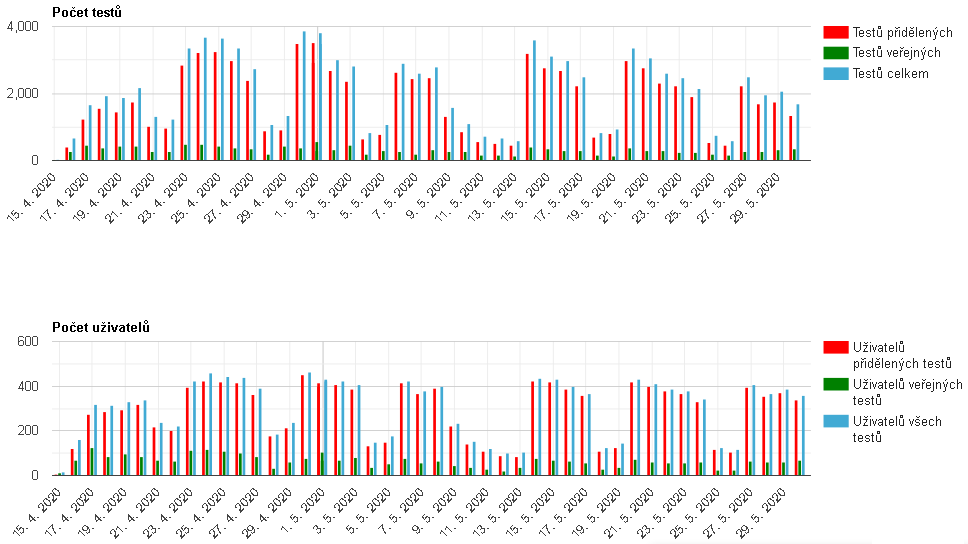 Počet testů
4,000
2,000
0
Testů přidělených
Testů veřejných
Testů celkem
15. 4. 2020
17. 4. 2020
19. 4. 2020
21. 4. 2020
23. 4. 2020
25. 4. 2020
27. 4. 2020
29. 4. 2020
1. 5. 2020
3. 5. 2020
5. 5. 2020
7. 5. 2020
9. 5. 2020
11. 5. 2020
13. 5. 2020
15. 5. 2020
17. 5. 2020
19. 5. 2020
21. 5. 2020
23. 5. 2020
25. 5. 2020
27. 5. 2020
29. 5. 2020
Počet uživatelů
600
400
200
0
Uživatelů
přidělených testů
Uživatelů veřejných
testů
Uživatelů všech
testů
15. 4. 2020
17. 4. 2020
19. 4. 2020
21. 4. 2020
23. 4. 2020
25. 4. 2020
27. 4. 2020
29. 4. 2020
1. 5. 2020
3. 5. 2020
5. 5. 2020
7. 5. 2020
9. 5. 2020
11. 5. 2020
13. 5. 2020
15. 5. 2020
17. 5. 2020
19. 5. 2020
21. 5. 2020
23. 5. 2020
25. 5. 2020
27. 5. 2020
29. 5. 2020